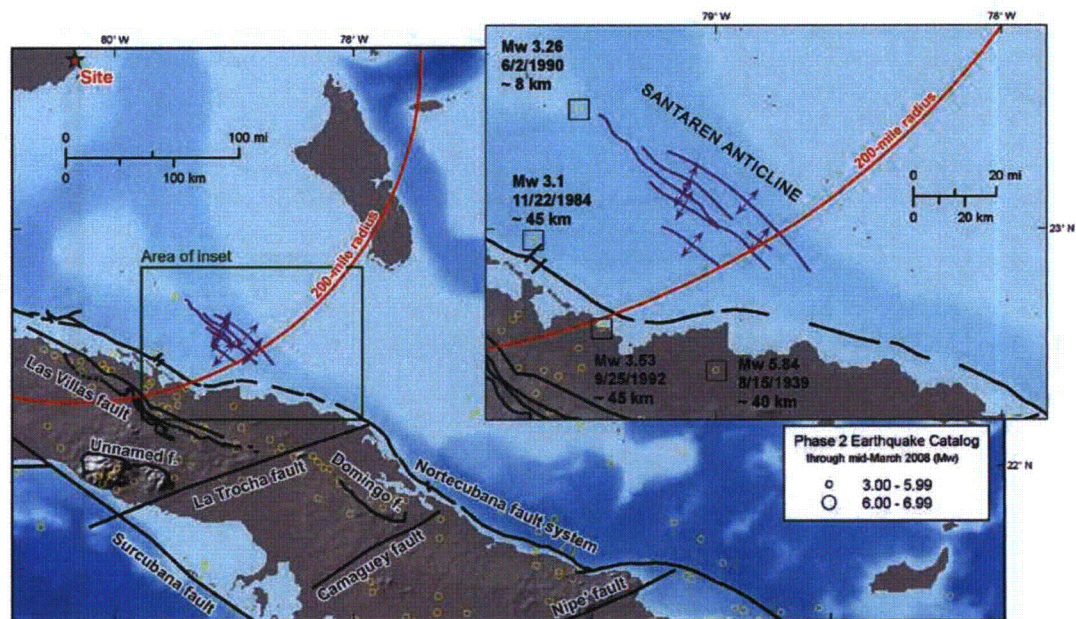 80° W
78° W
79° W
78° W
Site
0 100 mi
0 100 km
Area of inset
200-mile radius
Las Villas fault
Unnamed f.
La Trocha fault
Domingo f.
Nortecubana fault system
Camaguey fault
Surcubana fault
Nipe' fault
Mw 3.26
6/2/1990
~ 8 km
SANTAREN ANTICLINE
200-mile radius
Mw 3.1
11/22/1984
~ 45 km
0 20 mi
0 20 km
23° N
Mw 3.53
9/25/1992
~ 45 km
Mw 5.84
8/15/1939
~ 40 km
22° N
Phase 2 Earthquake Catalog
through mid-March 2008 (Mw)
3.00 - 5.99
6.00 - 6.99